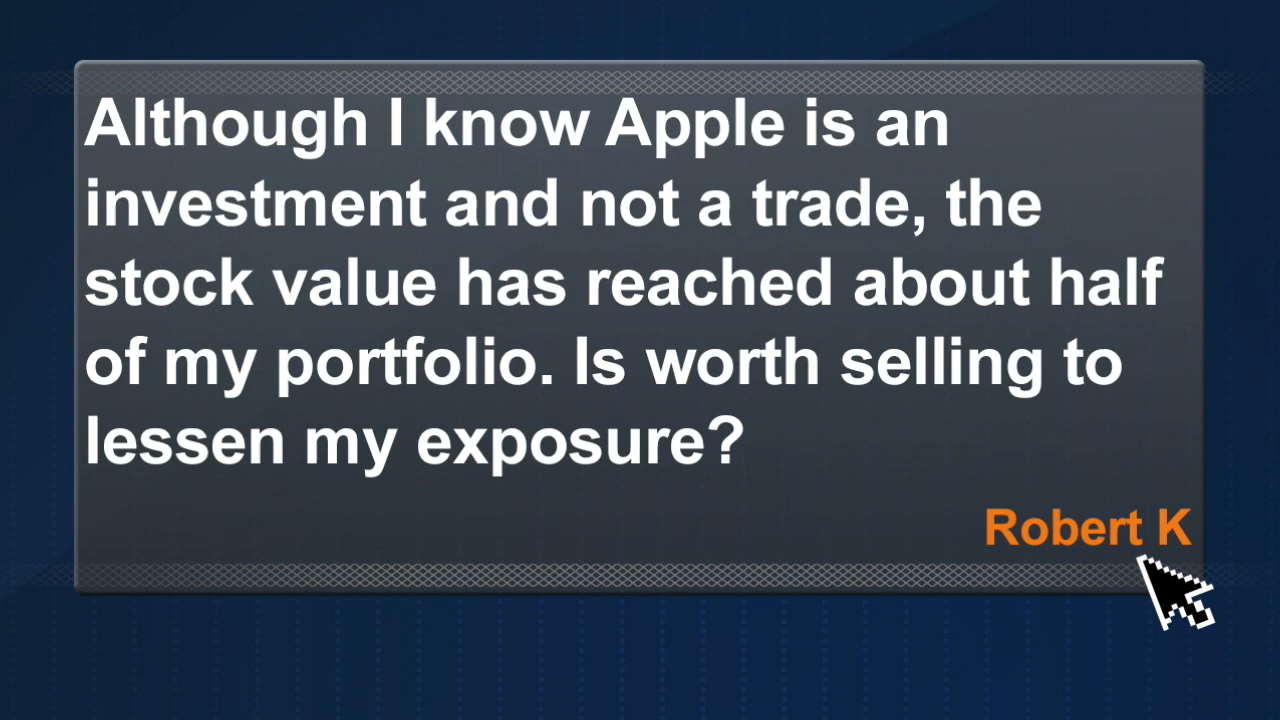 Although I know Apple is an
investment and not a trade, the
stock value has reached about half
of my portfolio. Is worth selling to
lessen my exposure?
Robert K